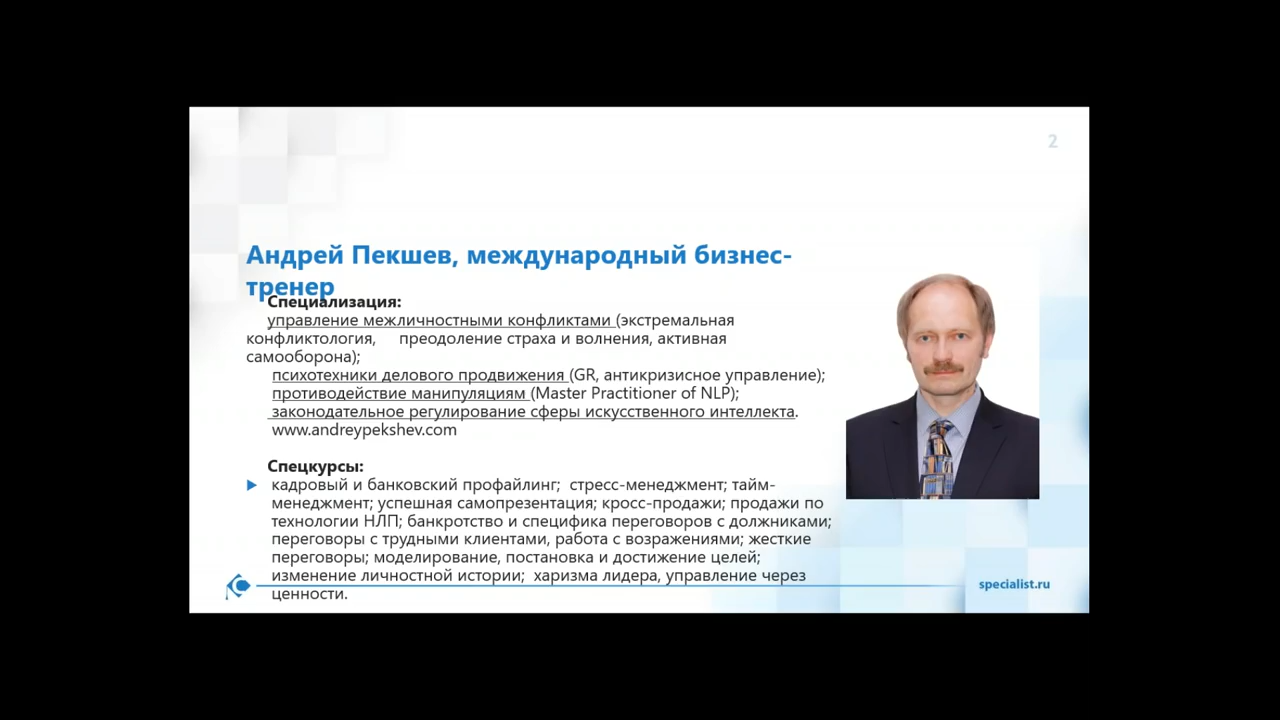 2
Андрей Пекшев, международный бизнес-
тренер
Специализация:
управление межличностными конфликтами (экстремальная
конфликтология, преодоление страха и волнения, активная
самооборона);
психотехники делового продвижения (GR, антикризисное управление);
противодействие манипуляциям (Master Practitioner of NLP);
законодательное регулирование сферы искусственного интеллекта.
www.andreypekshev.com
Спецкурсы:
кадровый и банковский профайлинг; стресс-менеджмент; тайм-
менеджмент; успешная самопрезентация; кросс-продажи; продажи по
технологии НЛП; банкротство и специфика переговоров с должниками;
переговоры с трудными клиентами, работа с возражениями; жесткие
переговоры; моделирование, постановка и достижение целей;
изменение личностной истории; харизма лидера, управление через
ценности.
specialist.ru